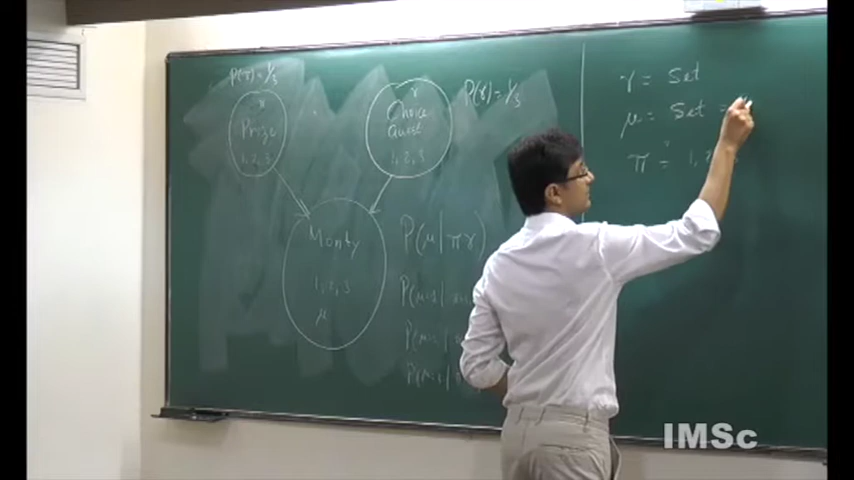 P(π) = 1/3
π
Prize
1, 2, 3
γ
Choice
Guest
1, 2, 3
P(γ) = 1/3
Monty
1, 2, 3
μ
P(μ | πγ)
P(μ=1 |
P(μ=
P(μ=
γ = Set
μ = Set =
π = 1,
IMSc